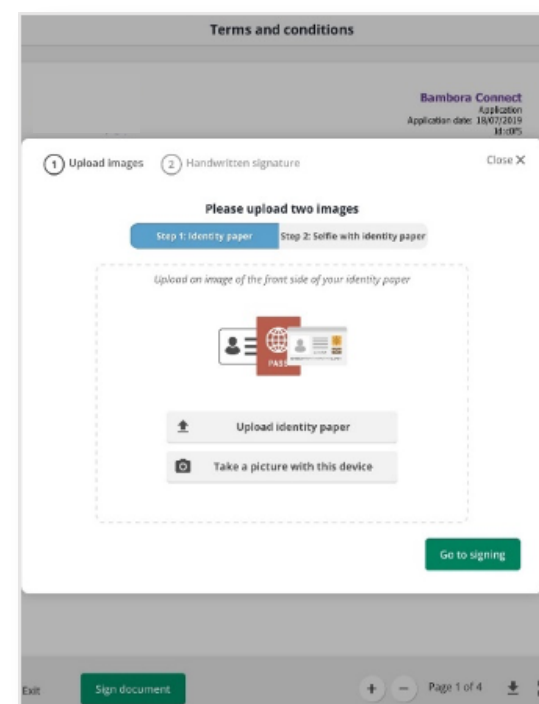 Terms and conditions
Bambora Connect
Application
Application date: 18/07/2019
1 Upload images 2 Handwritten signature Close X
Please upload two images
Step 1: Identity paper Step 2: Selfie with identity paper
Upload an image of the front side of your identity paper
PASS
Upload identity paper
Take a picture with this device
Go to signing
Exit Sign document + − Page 1 of 4